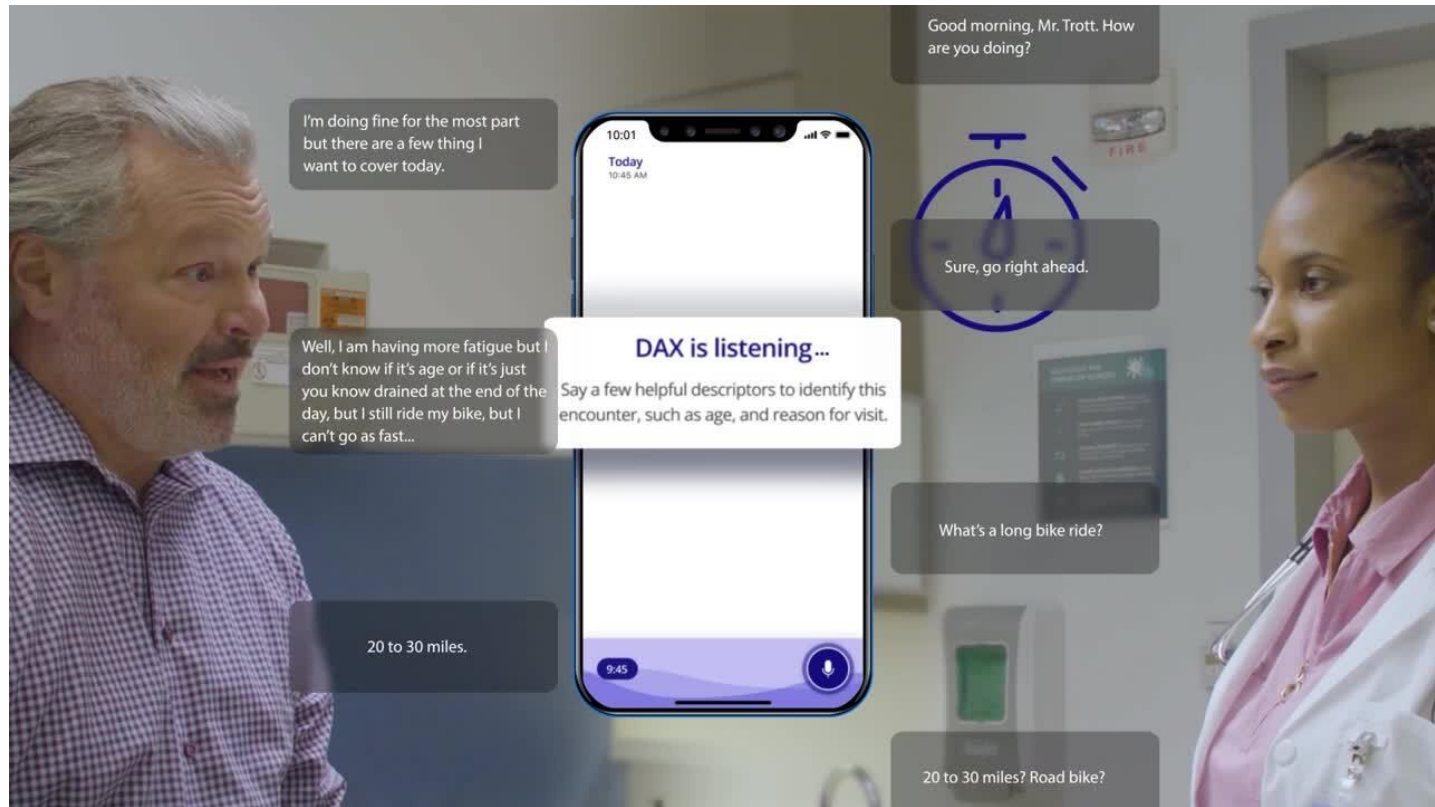 Good morning, Mr. Trott. How
are you doing?
I'm doing fine for the most part
but there are a few thing I
want to cover today.
10:01
Today
10:45 AM
FIRE
Sure, go right ahead.
Well, I am having more fatigue but I
don't know if it's age or if it's just
you know drained at the end of the
day, but I still ride my bike, but I
can't go as fast...
DAX is listening...
Say a few helpful descriptors to identify this
encounter, such as age, and reason for visit.
What's a long bike ride?
20 to 30 miles.
9:45
20 to 30 miles? Road bike?